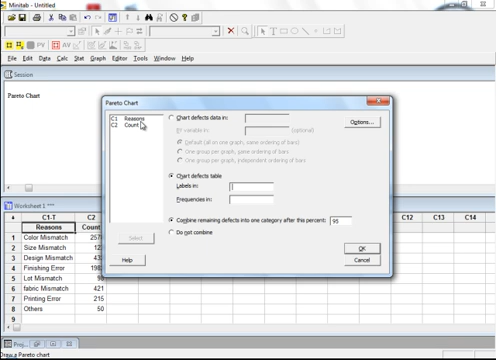 Minitab - Untitled
File Edit Data Calc Stat Graph Editor Tools Window Help
Session
Pareto Chart
Pareto Chart
C1 Reasons
C2 Count
Chart defects data in:
BY variable in:
(optional)
Default (all on one graph, same ordering of bars)
One group per graph, same ordering of bars
One group per graph, independent ordering of bars
Chart defects table
Labels in:
Frequencies in:
Combine remaining defects into one category after this percent: 95
Do not combine
Options...
Select
Help
OK
Cancel
Worksheet 1 ***
C1-T C2 C12 C13 C14
Reasons Count
1 Color Mismatch
2 Size Mismatch
3 Design Mismatch
4 Finishing Error
5 Lot Mismatch
6 fabric Mismatch 421
7 Printing Error 215
8 Others 50
9
Proj...
Draw a Pareto chart